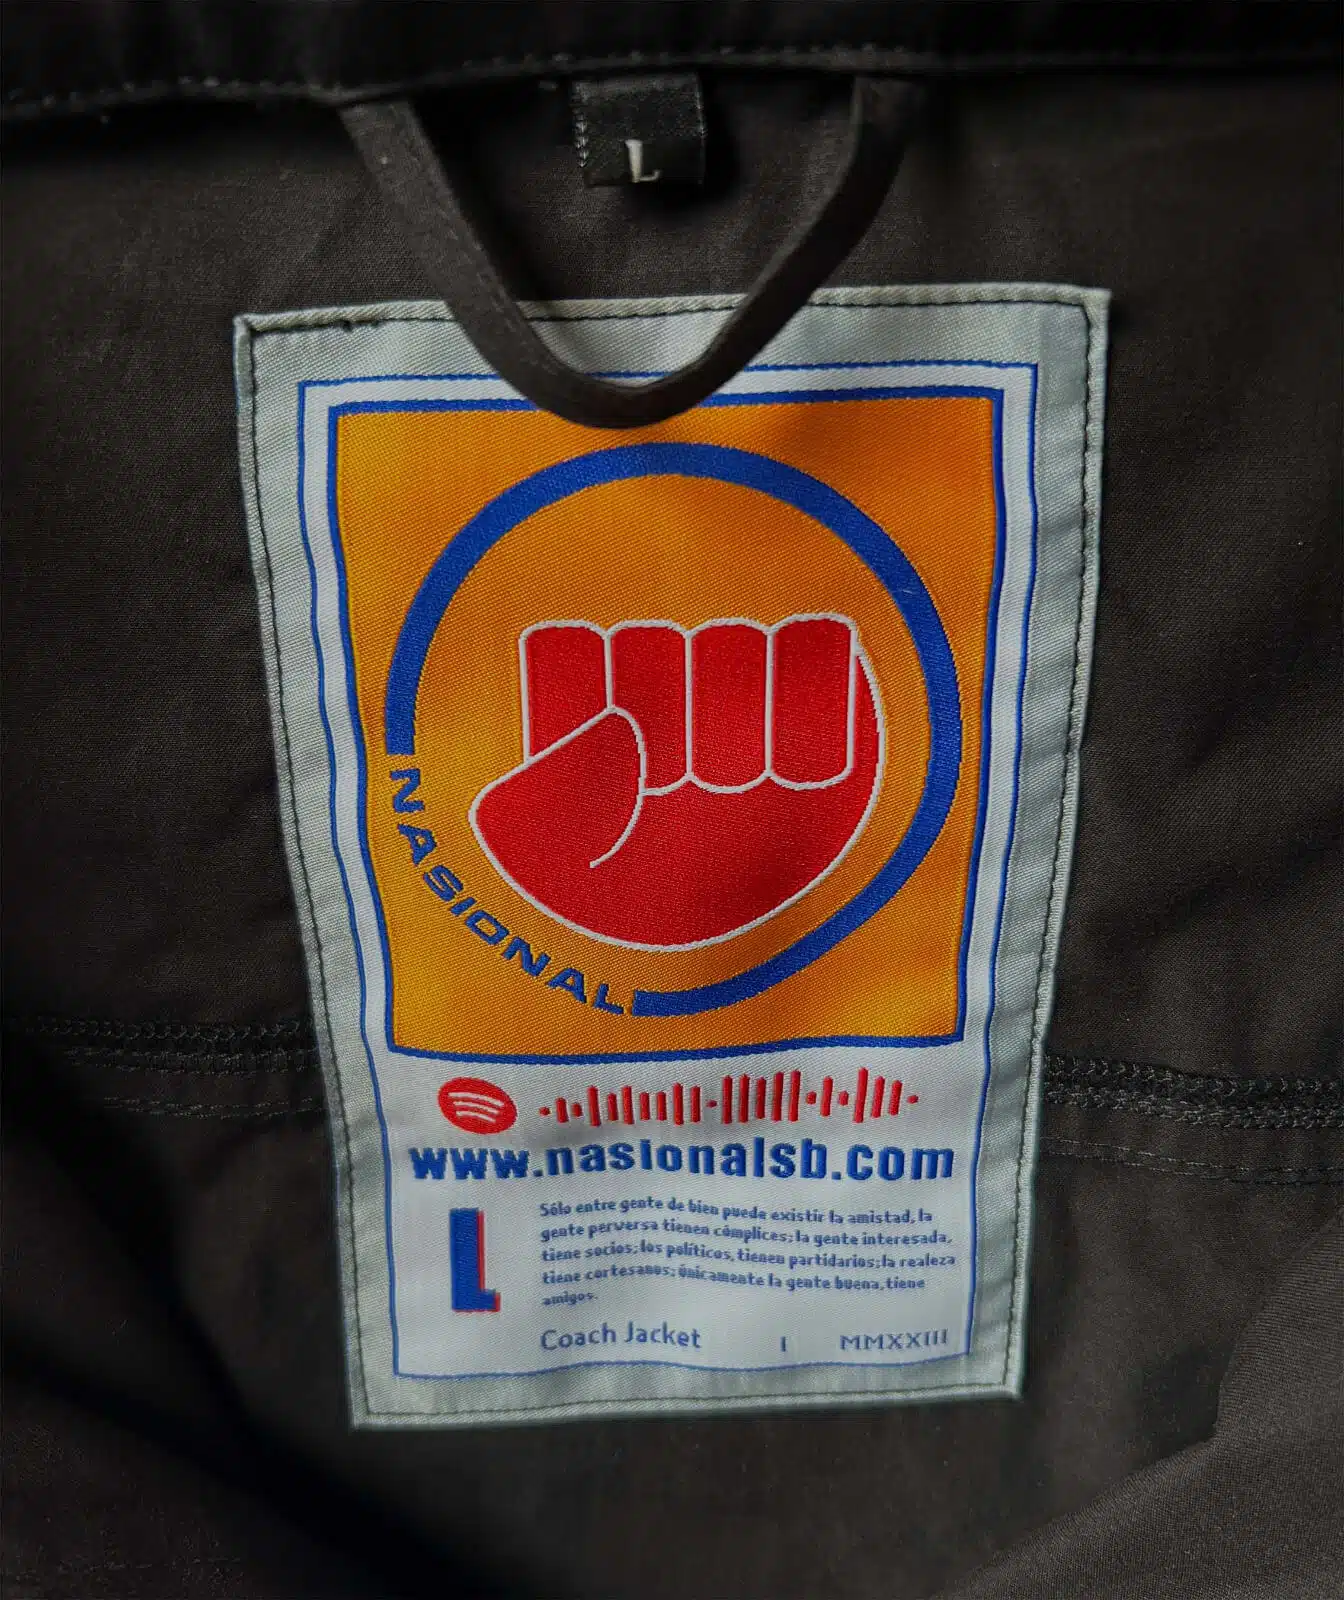 L
NASIONAL
www.nasionalsb.com
L
Sólo entre gente de bien puede existir la amistad, la
gente perversa tienen cómplices; la gente interesada,
tiene socios; los políticos, tienen partidarios; la realeza
tiene cortesanos; únicamente la gente buena, tiene
amigos.
Coach Jacket I MMXXIII